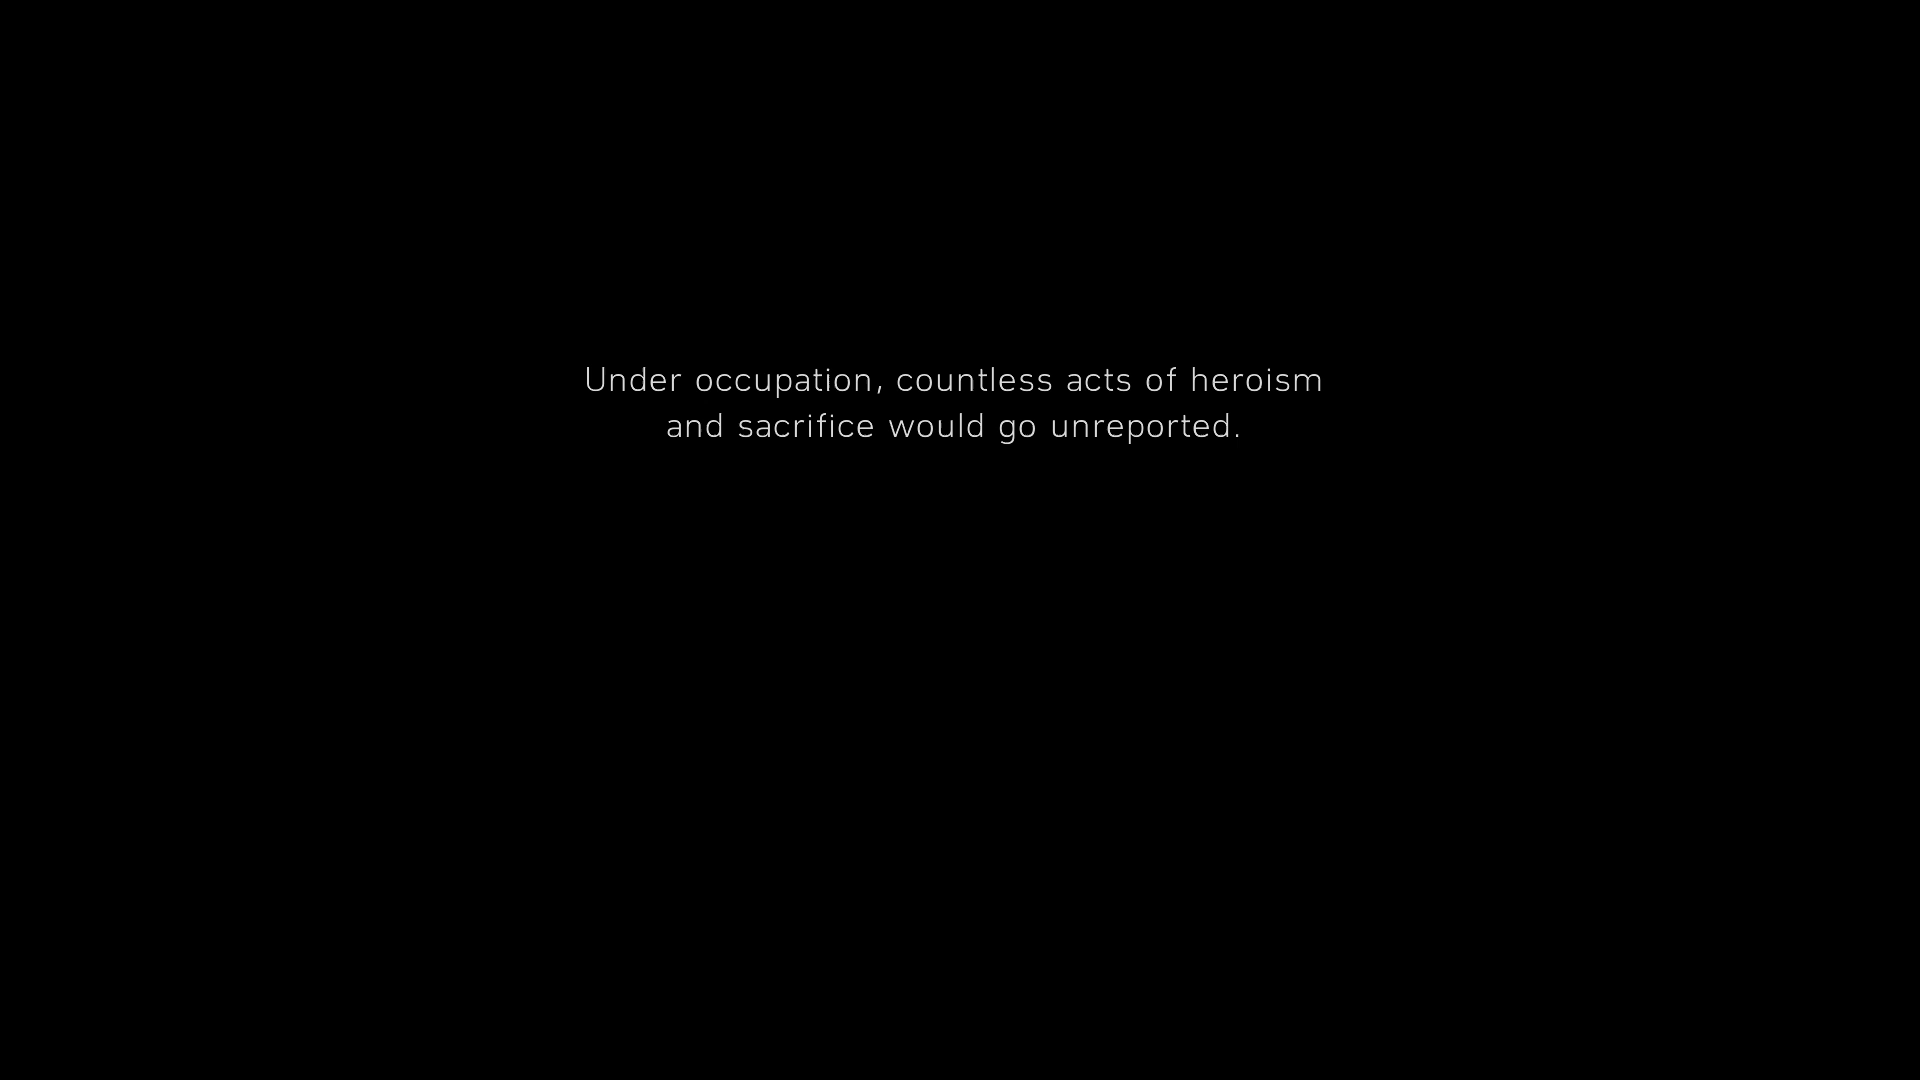 Under occupation, countless acts of heroism
and sacrifice would go unreported.